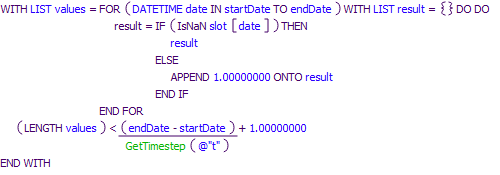 WITH LIST values = FOR ( DATETIME date IN startDate TO endDate ) WITH LIST result = { } DO DO
result = IF ( IsNaN slot [ date ] ) THEN
result
ELSE
APPEND 1.00000000 ONTO result
END IF
END FOR
( LENGTH values ) < ( endDate - startDate ) + 1.00000000
GetTimestep ( @"t" )
END WITH